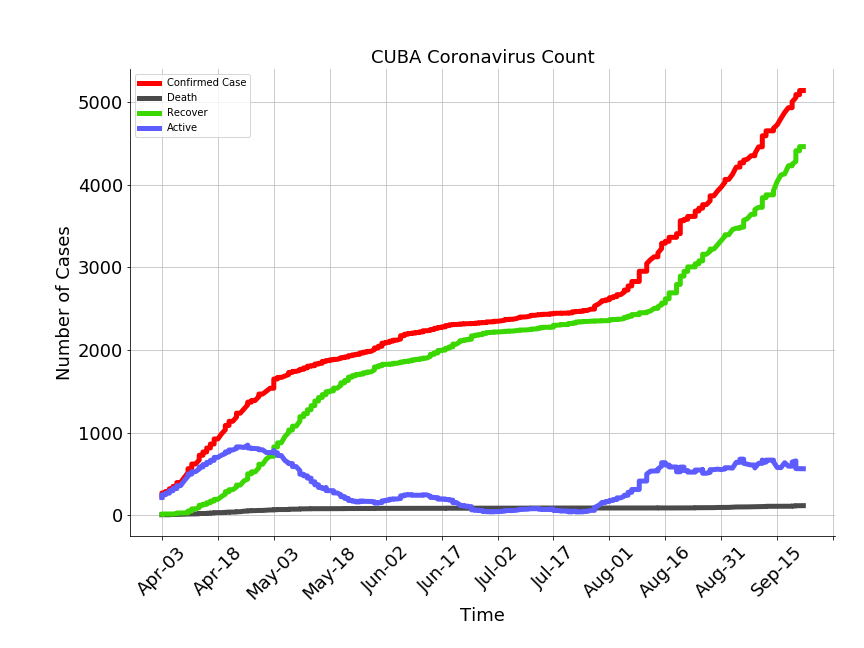 CUBA Coronavirus Count
Confirmed Case
Death
Recover
Active
Number of Cases
5000
4000
3000
2000
1000
0
Apr-03
Apr-18
May-03
May-18
Jun-02
Jun-17
Jul-02
Jul-17
Aug-01
Aug-16
Aug-31
Sep-15
Time